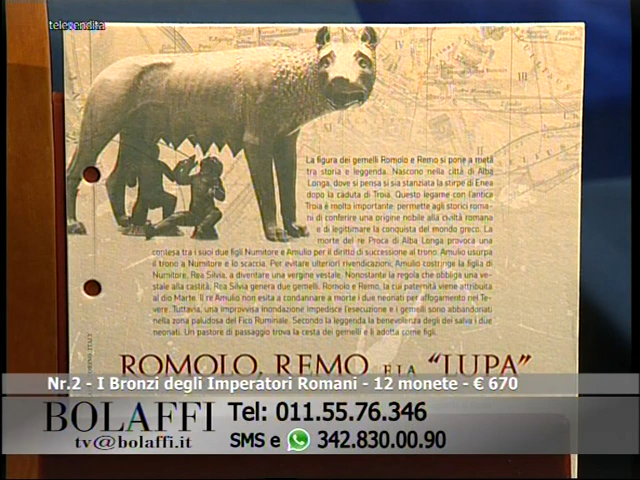 televendita
IV
III
La figura dei gemelli Romolo e Remo si pone a metà
tra storia e leggenda. Nascono nella città di Alba
Longa, dove si pensa si sia stanziata la stirpe di Enea
dopo la caduta di Troia. Questo legame con l'antica
Troia è molto importante: permette agli storici roma-
ni di conferire una origine nobile alla civiltà romana
e di legittimare la conquista del mondo greco. La
morte del re Proca di Alba Longa provoca una
contesa tra i suoi due figli Numitore e Amulio per il diritto di successione al trono. Amulio usurpa
il trono a Numitore e lo scaccia. Per evitare ulteriori rivendicazioni, Amulio costringe la figlia di
Numitore, Rea Silvia, a diventare una vergine vestale. Nonostante la regola che obbliga una ve-
stale alla castità, Rea Silvia genera due gemelli, Romolo e Remo, la cui paternità viene attribuita
al dio Marte. Il re Amulio non esita a condannare a morte i due neonati per affogamento nel Te-
vere. Tuttavia, una improvvisa inondazione impedisce l'esecuzione e i gemelli sono abbandonati
nella zona paludosa del Fico Ruminale. Secondo la leggenda la benevolenza degli dei salva i due
neonati. Un pastore di passaggio trova la cesta dei gemelli e li adotta come figli.
ROMOLO, REMO E LA "LUPA"
Nr.2 - I Bronzi degli Imperatori Romani - 12 monete - € 670
BOLAFFI
tv@bolaffi.it
Tel: 011.55.76.346
SMS e 342.830.00.90